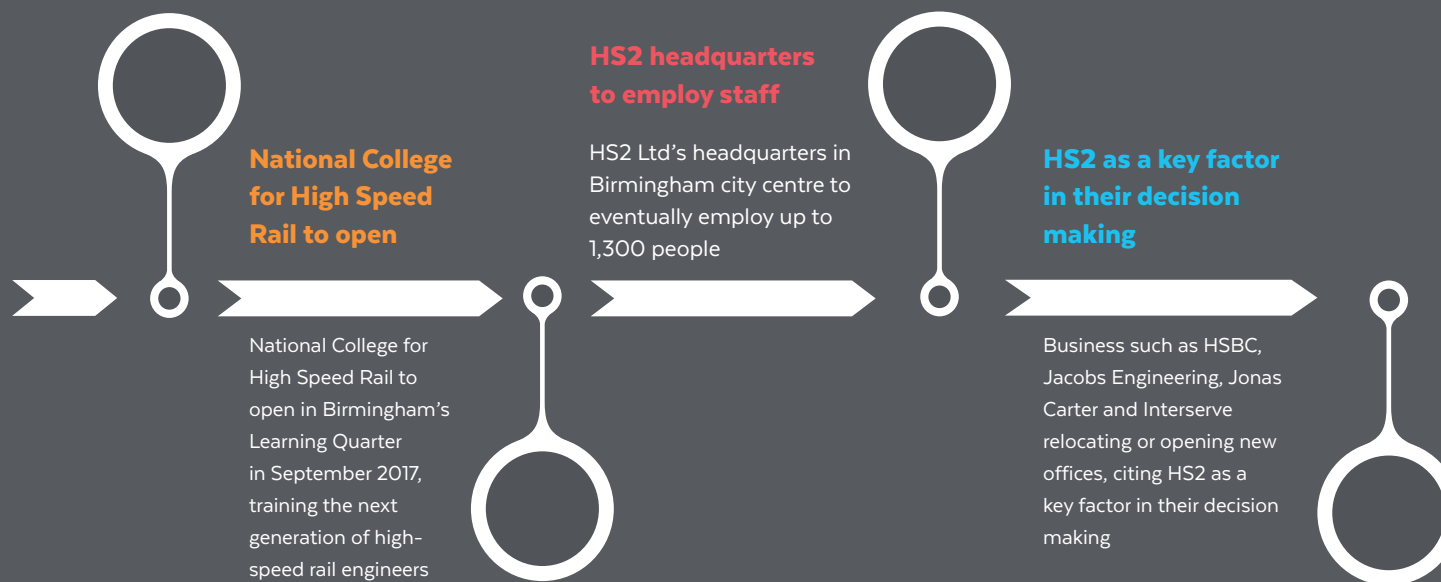 National College
for High Speed
Rail to open
National College for
High Speed Rail to
open in Birmingham’s
Learning Quarter
in September 2017,
training the next
generation of high-
speed rail engineers
HS2 headquarters
to employ staff
HS2 Ltd’s headquarters in
Birmingham city centre to
eventually employ up to
1,300 people
HS2 as a key factor
in their decision
making
Business such as HSBC,
Jacobs Engineering, Jonas
Carter and Interserve
relocating or opening new
offices, citing HS2 as a
key factor in their decision
making